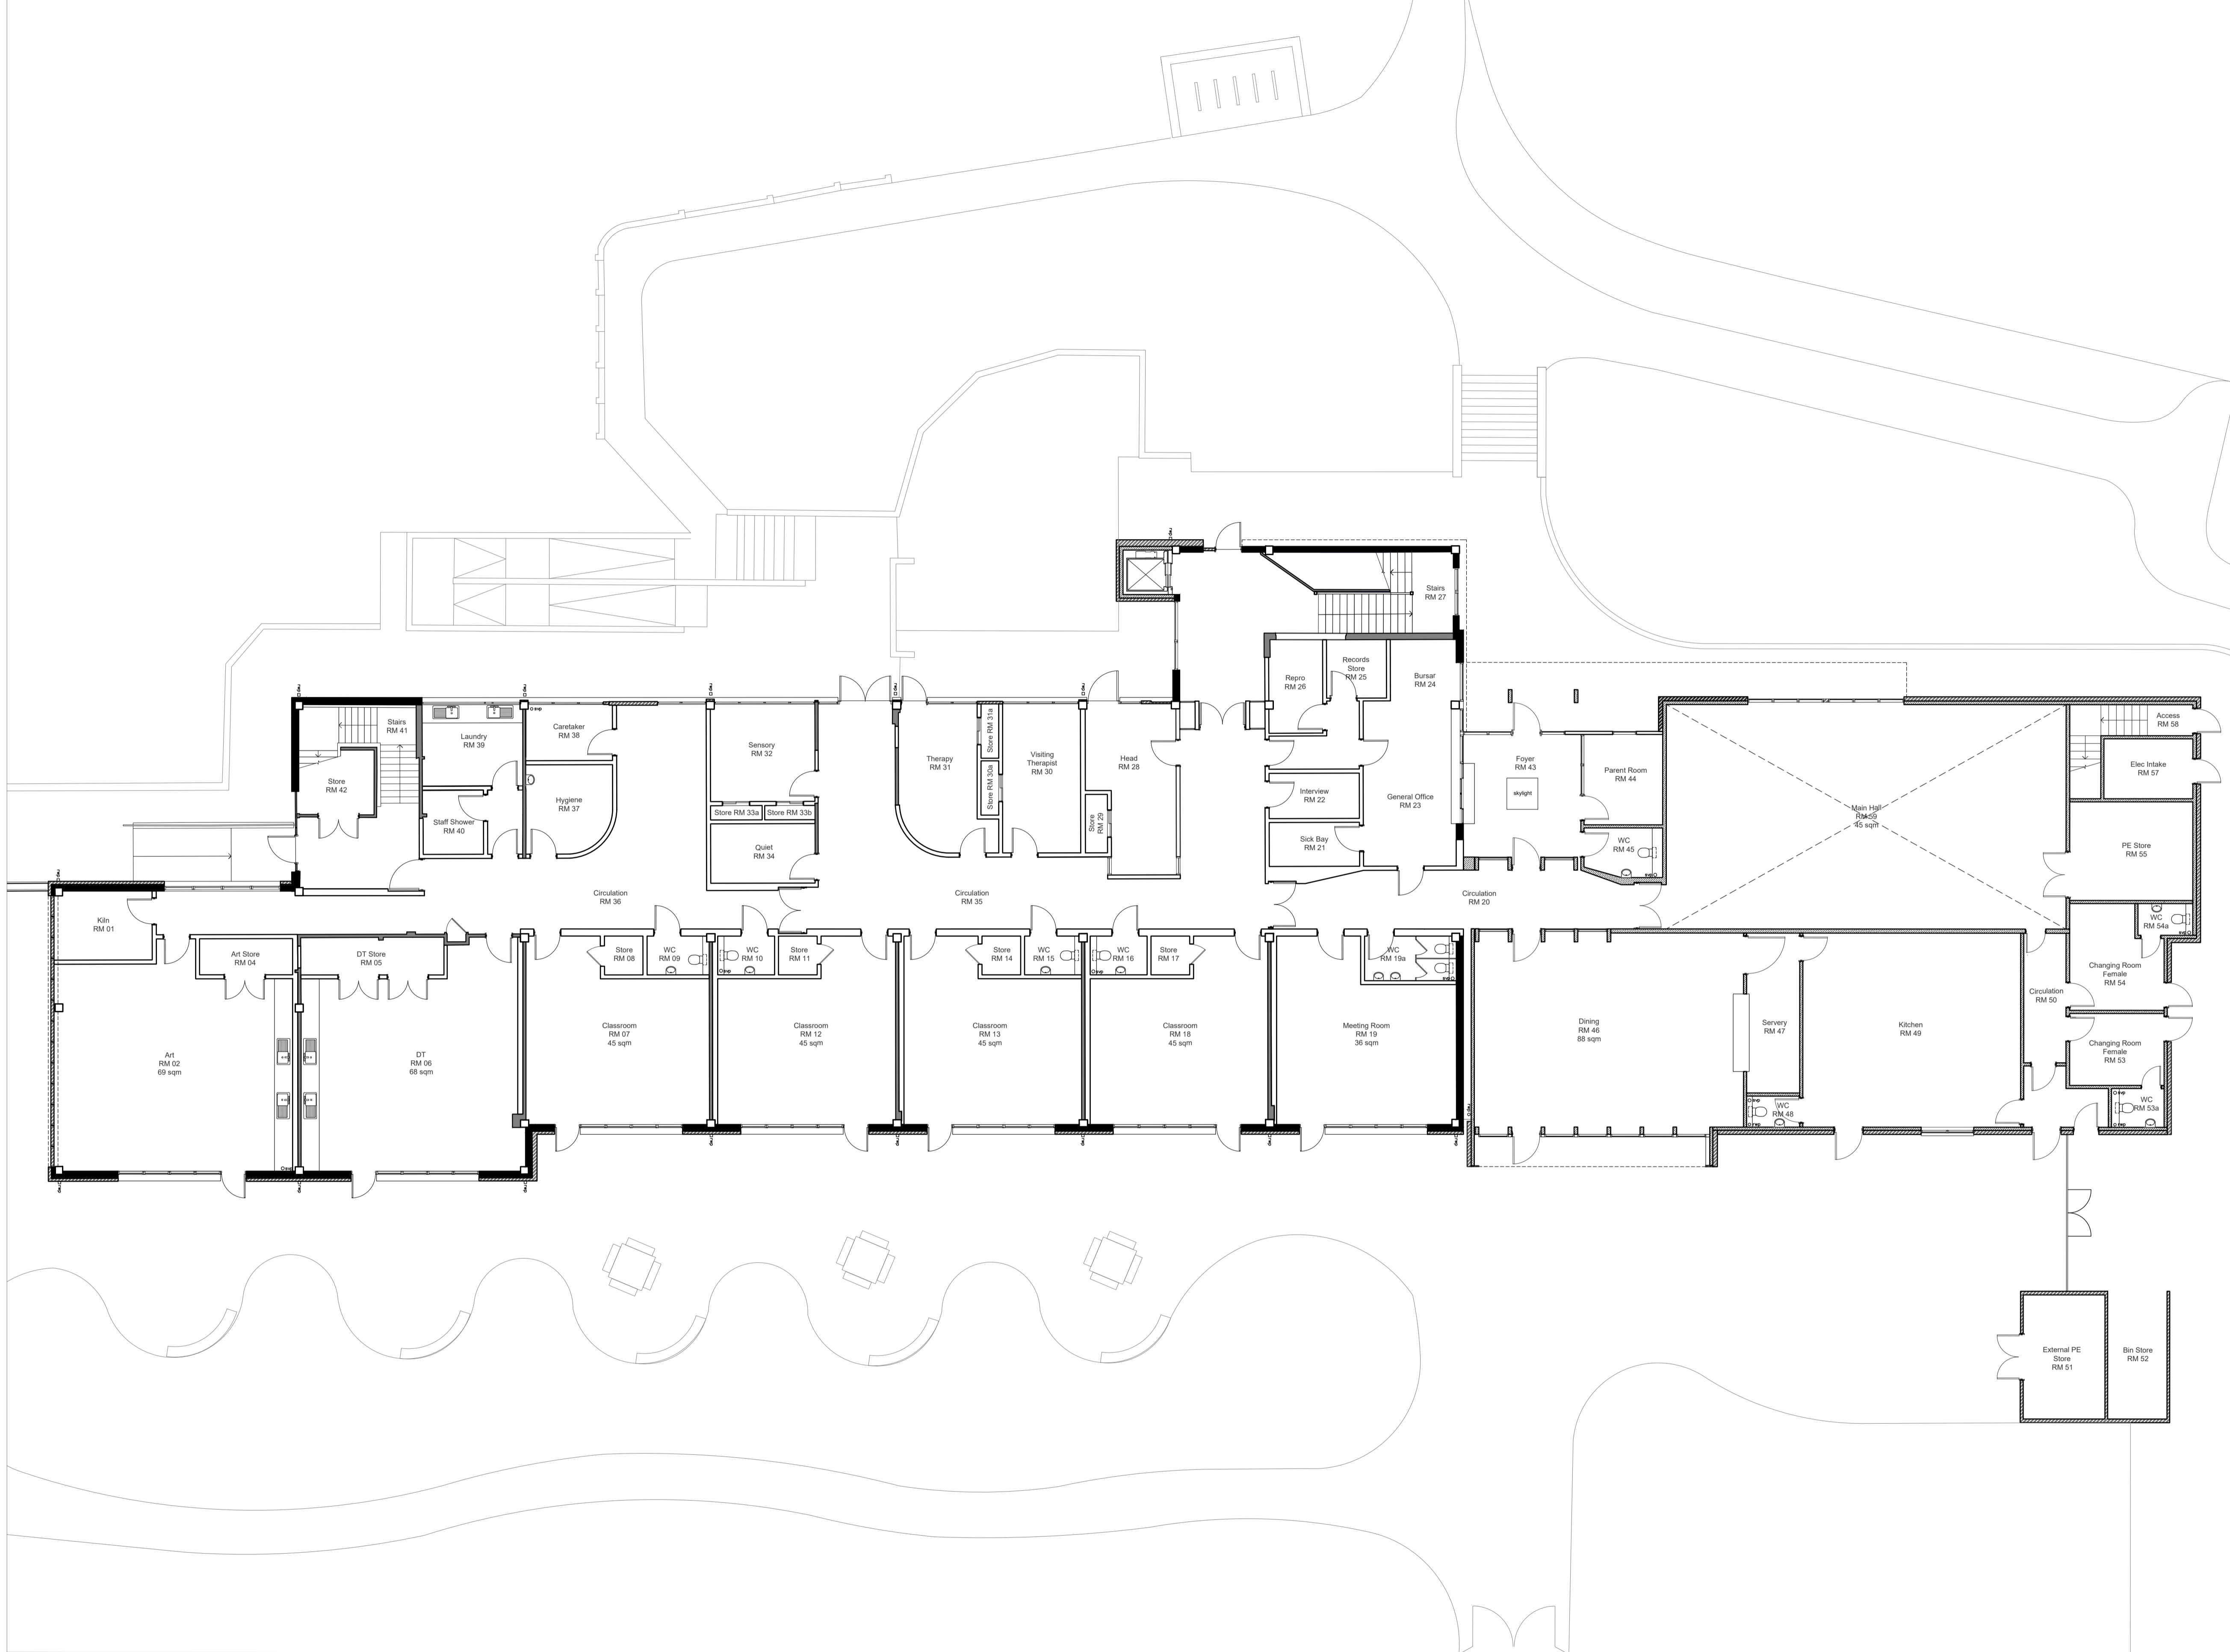 Stairs
RM 27
Repro
RM 26
Records
Store
RM 25
Bursar
RM 24
Stairs
RM 41
Laundry
RM 39
Caretaker
RM 38
Sensory
RM 32
Therapy
RM 31
Store RM 31a
Store RM 30a
Visiting
Therapist
RM 30
Head
RM 28
Store
RM 29
Store
RM 42
Staff Shower
RM 40
Hygiene
RM 37
Store RM 33a
Store RM 33b
Quiet
RM 34
Interview
RM 22
Sick Bay
RM 21
General Office
RM 23
Foyer
RM 43
skylight
Parent Room
RM 44
WC
RM 45
Main Hall
RM 59
45 sqm
Access
RM 58
Elec Intake
RM 57
PE Store
RM 55
Circulation
RM 36
Circulation
RM 35
Circulation
RM 20
Kiln
RM 01
Art Store
RM 04
DT Store
RM 05
Store
RM 08
WC
RM 09
WC
RM 10
Store
RM 11
Store
RM 14
WC
RM 15
WC
RM 16
Store
RM 17
WC
RM 19a
WC
RM 54a
Changing Room
Female
RM 54
Circulation
RM 50
Art
RM 02
69 sqm
DT
RM 06
68 sqm
Classroom
RM 07
45 sqm
Classroom
RM 12
45 sqm
Classroom
RM 13
45 sqm
Classroom
RM 18
45 sqm
Meeting Room
RM 19
36 sqm
Dining
RM 46
88 sqm
Servery
RM 47
Kitchen
RM 49
Changing Room
Female
RM 53
WC
RM 48
WC
RM 53a
External PE
Store
RM 51
Bin Store
RM 52